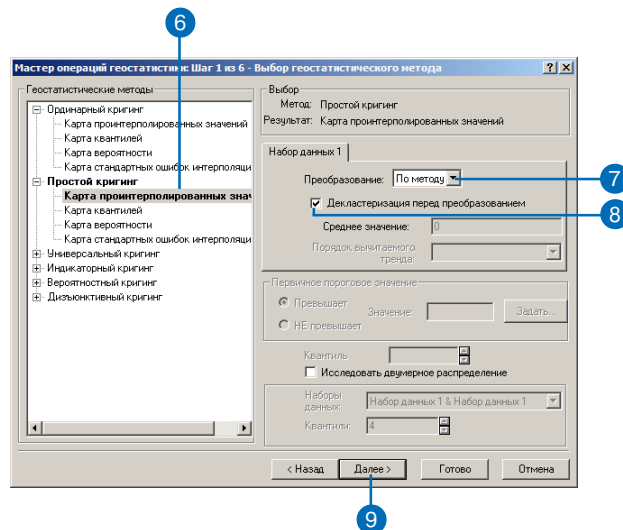 6
Мастер операций геостатистики: Шаг 1 из 6 - Выбор геостатистического метода
Геостатистические методы
Ординарный кригинг
Карта проинтерполированных значений
Карта квантилей
Карта вероятности
Карта стандартных ошибок интерполяци
Простой кригинг
Карта проинтерполированных знач
Карта квантилей
Карта вероятности
Карта стандартных ошибок интерполяци
Универсальный кригинг
Индикаторный кригинг
Вероятностный кригинг
Дизъюнктивный кригинг
Выбор
Метод: Простой кригинг
Результат: Карта проинтерполированных значений
Набор данных 1
Преобразование: По методу
7
Декластеризация перед преобразованием
8
Среднее значение: 0
Порядок вычитаемого
тренда:
Первичное пороговое значение
Превышает
Значение:
Задать...
НЕ превышает
Квантиль
Исследовать двумерное распределение
Наборы
данных:
Набор данных 1 & Набор данных 1
Квантили: 4
< Назад
Далее >
Готово
Отмена
9